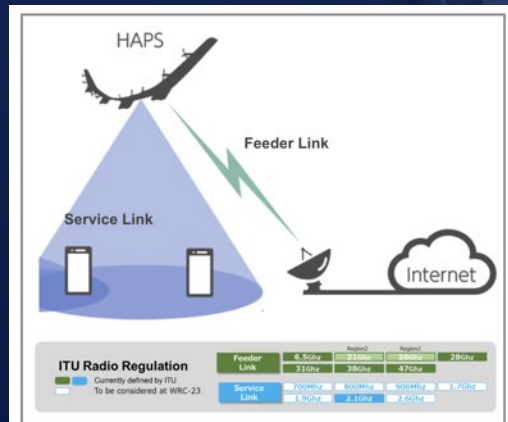 HAPS
Feeder Link
Service Link
Internet
ITU Radio Regulation
Currently defined by ITU
To be considered at WRC-23
Feeder Link
Region2 Region2
6.5Ghz 21Ghz 26Ghz 28Ghz
31Ghz 38Ghz 47Ghz
Service Link
700Mhz 800Mhz 900Mhz 1.7Ghz
1.9Ghz 2.1Ghz 2.6Ghz